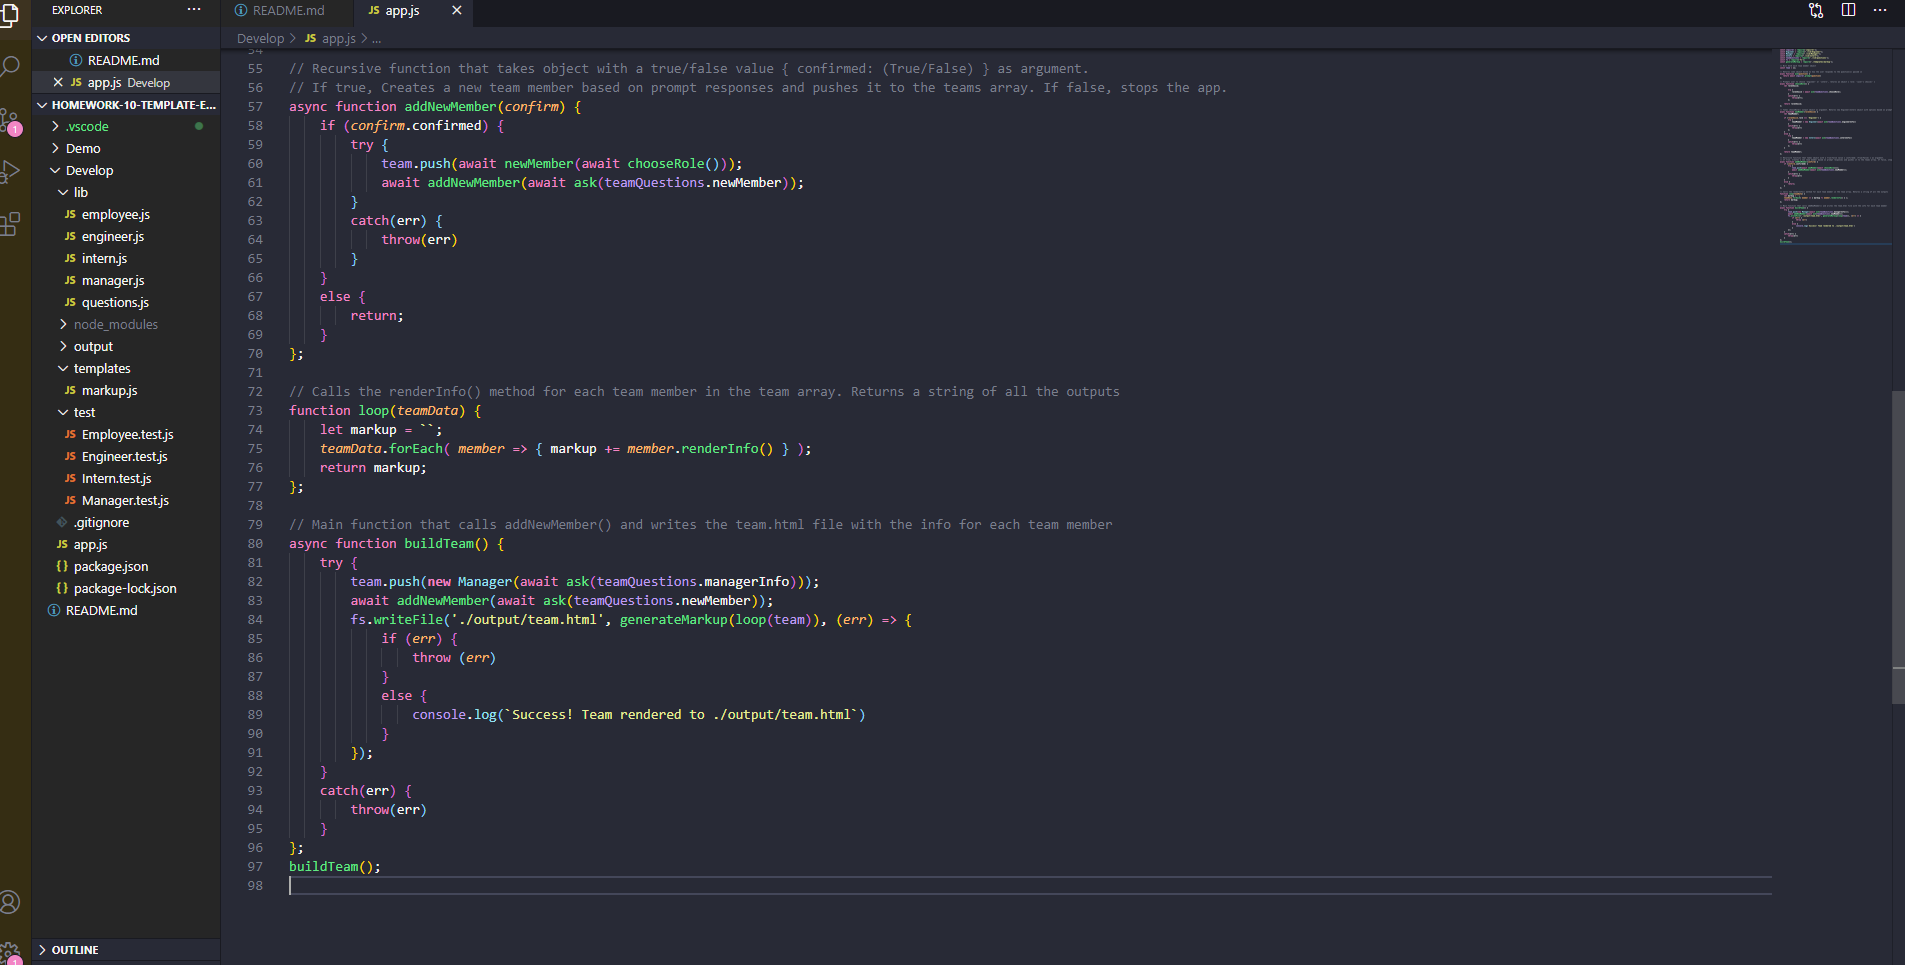 EXPLORER
OPEN EDITORS
README.md
app.js Develop
HOMEWORK-10-TEMPLATE-E...
.vscode
Demo
Develop
lib
JS employee.js
JS engineer.js
JS intern.js
JS manager.js
JS questions.js
node_modules
output
templates
JS markup.js
test
JS Employee.test.js
JS Engineer.test.js
JS Intern.test.js
JS Manager.test.js
.gitignore
JS app.js
{} package.json
{} package-lock.json
README.md
OUTLINE
README.md
JS app.js
Develop > JS app.js > ...
54
55 // Recursive function that takes object with a true/false value { confirmed: (True/False) } as argument.
56 // If true, Creates a new team member based on prompt responses and pushes it to the teams array. If false, stops the app.
57 async function addNewMember(confirm) {
58 if (confirm.confirmed) {
59 try {
60 team.push(await newMember(await chooseRole()));
61 await addNewMember(await ask(teamQuestions.newMember));
62 }
63 catch(err) {
64 throw(err)
65 }
66 }
67 else {
68 return;
69 }
70 };
71
72 // Calls the renderInfo() method for each team member in the team array. Returns a string of all the outputs
73 function loop(teamData) {
74 let markup = ``;
75 teamData.forEach( member => { markup += member.renderInfo() } );
76 return markup;
77 };
78
79 // Main function that calls addNewMember() and writes the team.html file with the info for each team member
80 async function buildTeam() {
81 try {
82 team.push(new Manager(await ask(teamQuestions.managerInfo)));
83 await addNewMember(await ask(teamQuestions.newMember));
84 fs.writeFile('./output/team.html', generateMarkup(loop(team)), (err) => {
85 if (err) {
86 throw (err)
87 }
88 else {
89 console.log(`Success! Team rendered to ./output/team.html`)
90 }
91 });
92 }
93 catch(err) {
94 throw(err)
95 }
96 };
97 buildTeam();
98